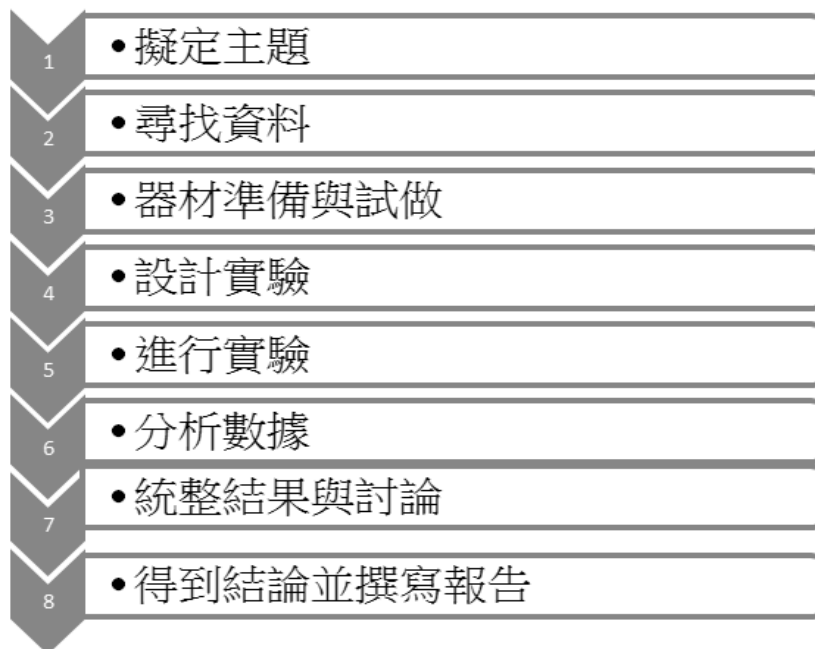 1
•擬定主題
2
•尋找資料
3
•器材準備與試做
4
•設計實驗
5
•進行實驗
6
•分析數據
7
•統整結果與討論
8
•得到結論並撰寫報告